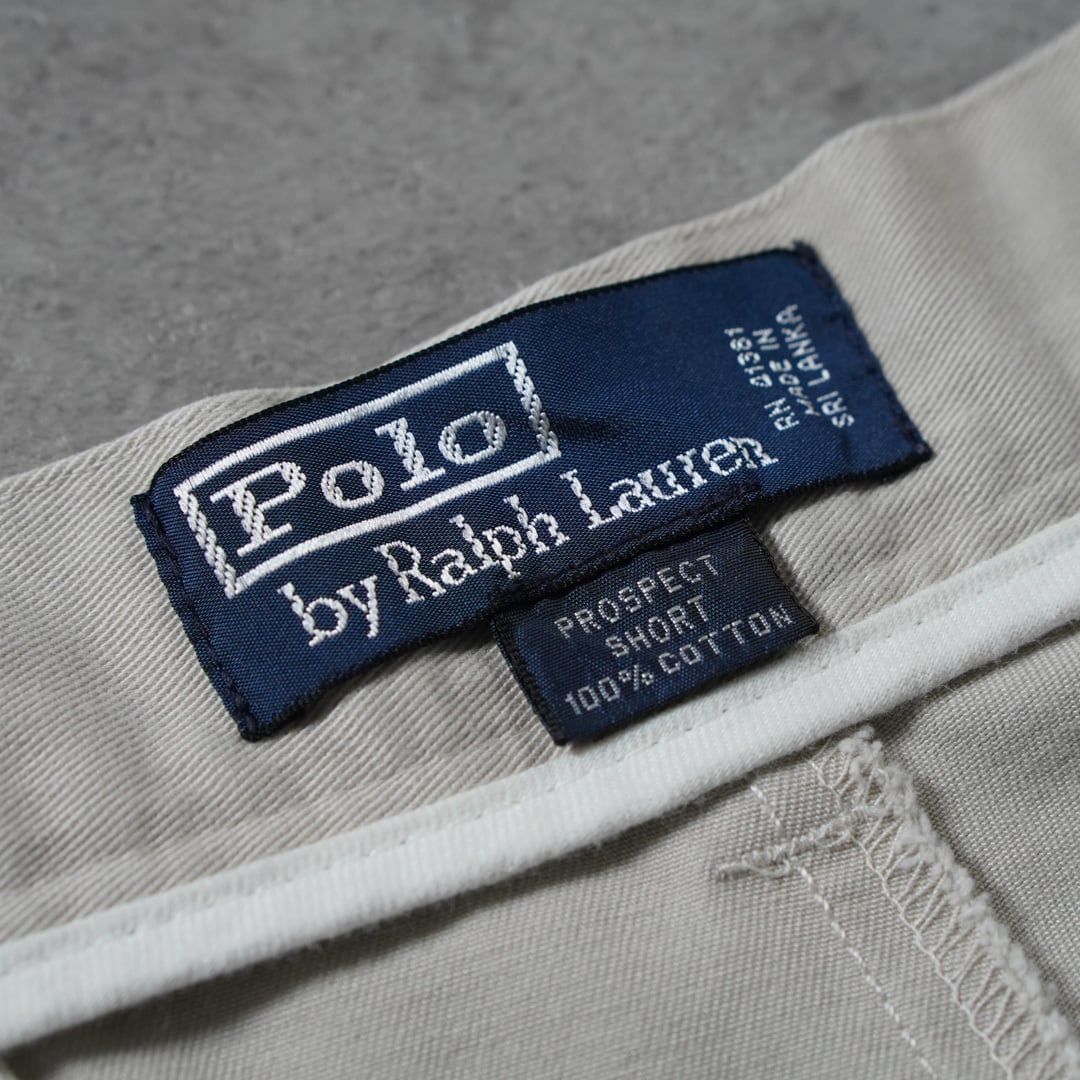 Polo
by Ralph Lauren
RN 41381
MADE IN
SRI LANKA
PROSPECT
SHORT
100% COTTON